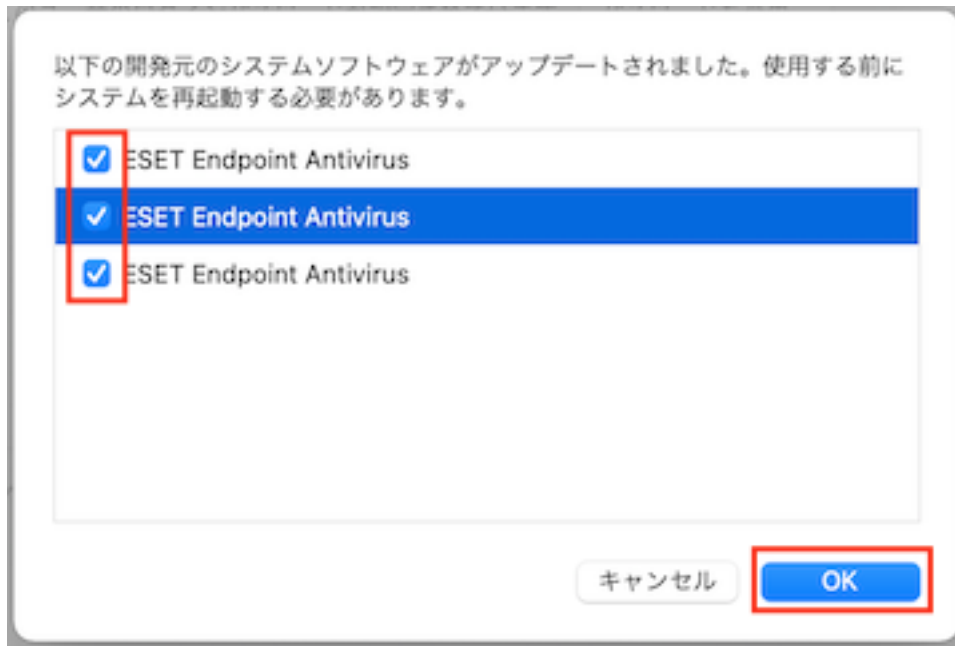 以下の開発元のシステムソフトウェアがアップデートされました。使用する前に
システムを再起動する必要があります。
ESET Endpoint Antivirus
ESET Endpoint Antivirus
ESET Endpoint Antivirus
キャンセル
OK